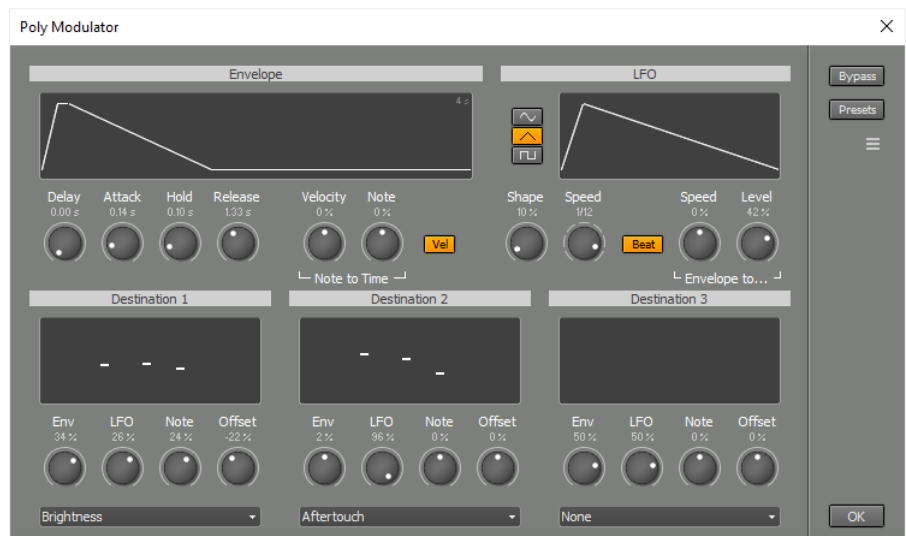 Poly Modulator
Envelope
LFO
Bypass
Presets
4 s
Delay Attack Hold Release Velocity Note Shape Speed Speed Level
0.00 s 0.14 s 0.10 s 1.33 s 0 % 0 % 10 % 1/12 0 % 42 %
Vel
Beat
Note to Time
Envelope to...
Destination 1 Destination 2 Destination 3
Env LFO Note Offset Env LFO Note Offset Env LFO Note Offset
34 % 26 % 24 % -22 % 2 % 96 % 0 % 0 % 50 % 50 % 0 % 0 %
Brightness Aftertouch None OK